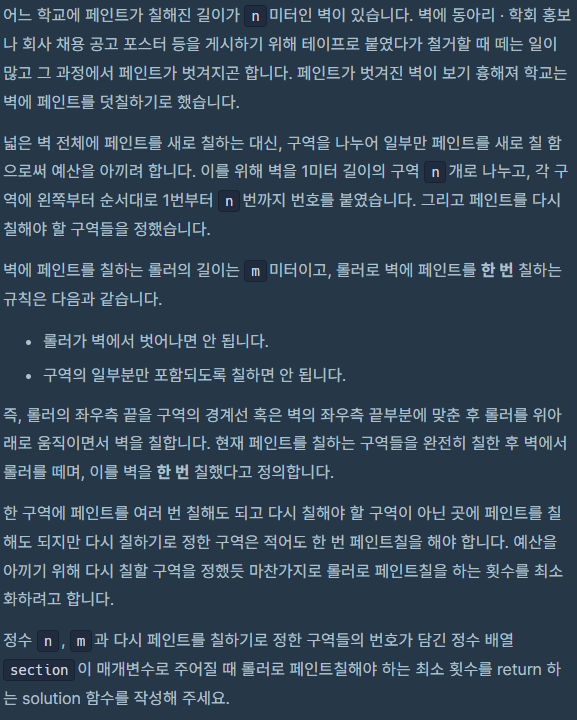 어느 학교에 페인트가 칠해진 길이가 n 미터인 벽이 있습니다. 벽에 동아리 · 학회 홍보
나 회사 채용 공고 포스터 등을 게시하기 위해 테이프로 붙였다가 철거할 때 떼는 일이
많고 그 과정에서 페인트가 벗겨지곤 합니다. 페인트가 벗겨진 벽이 보기 흉해져 학교는
벽에 페인트를 덧칠하기로 했습니다.
넓은 벽 전체에 페인트를 새로 칠하는 대신, 구역을 나누어 일부만 페인트를 새로 칠 함
으로써 예산을 아끼려 합니다. 이를 위해 벽을 1미터 길이의 구역 n 개로 나누고, 각 구
역에 왼쪽부터 순서대로 1번부터 n 번까지 번호를 붙였습니다. 그리고 페인트를 다시
칠해야 할 구역들을 정했습니다.
벽에 페인트를 칠하는 롤러의 길이는 m 미터이고, 롤러로 벽에 페인트를 한 번 칠하는
규칙은 다음과 같습니다.
• 롤러가 벽에서 벗어나면 안 됩니다.
• 구역의 일부분만 포함되도록 칠하면 안 됩니다.
즉, 롤러의 좌우측 끝을 구역의 경계선 혹은 벽의 좌우측 끝부분에 맞춘 후 롤러를 위아
래로 움직이면서 벽을 칠합니다. 현재 페인트를 칠하는 구역들을 완전히 칠한 후 벽에서
롤러를 떼며, 이를 벽을 한 번 칠했다고 정의합니다.
한 구역에 페인트를 여러 번 칠해도 되고 다시 칠해야 할 구역이 아닌 곳에 페인트를 칠
해도 되지만 다시 칠하기로 정한 구역은 적어도 한 번 페인트칠을 해야 합니다. 예산을
아끼기 위해 다시 칠할 구역을 정했듯 마찬가지로 롤러로 페인트칠을 하는 횟수를 최소
화하려고 합니다.
정수 n, m 과 다시 페인트를 칠하기로 정한 구역들의 번호가 담긴 정수 배열
section 이 매개변수로 주어질 때 롤러로 페인트칠해야 하는 최소 횟수를 return 하
는 solution 함수를 작성해 주세요.